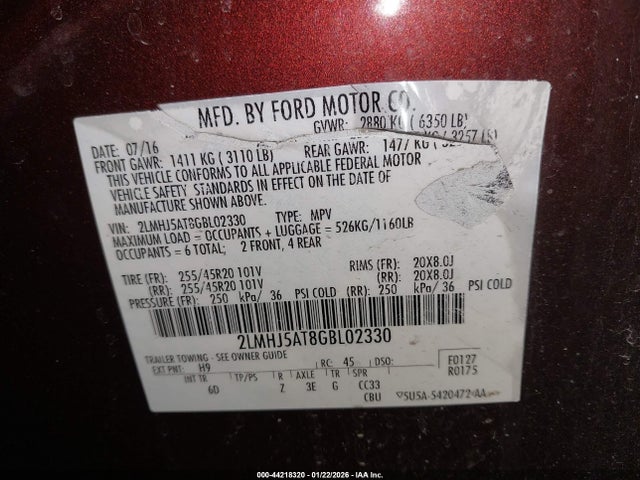 MFD. BY FORD MOTOR CO.
GVWR: 2880 KG ( 6350 LB)
DATE: 07/16
FRONT GAWR: 1411 KG ( 3110 LB) REAR GAWR: 1477 KG ( 3257 LB)
THIS VEHICLE CONFORMS TO ALL APPLICABLE FEDERAL MOTOR
VEHICLE SAFETY STANDARDS IN EFFECT ON THE DATE OF
MANUFACTURE SHOWN ABOVE.
VIN: 2LMHJ5AT8GBL02330 TYPE: MPV
MAXIMUM LOAD = OCCUPANTS + LUGGAGE = 526KG/1160LB
OCCUPANTS = 6 TOTAL; 2 FRONT, 4 REAR
TIRE (FR): 255/45R20 101V RIMS (FR): 20X8.0J
(RR): 255/45R20 101V (RR): 20X8.0J
PRESSURE (FR): 250 kPa/ 36 PSI COLD (RR): 250 kPa/ 36 PSI COLD
2LMHJ5AT8GBL02330
TRAILER TOWING - SEE OWNER GUIDE
EXT PNT: H9 RC: 45 DSO: F0127
R0175
INT TR TP/PS R AXLE TR SPR
6D Z 3E G CC33
CBU 5U5A-5420472-AA
000-44218320 | 01/22/2026 - IAA Inc.